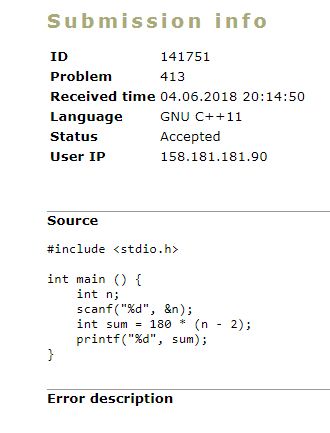 Submission info
ID 141751
Problem 413
Received time 04.06.2018 20:14:50
Language GNU C++11
Status Accepted
User IP 158.181.181.90
Source
#include <stdio.h>
int main () {
    int n;
    scanf("%d", &n);
    int sum = 180 * (n - 2);
    printf("%d", sum);
}
Error description